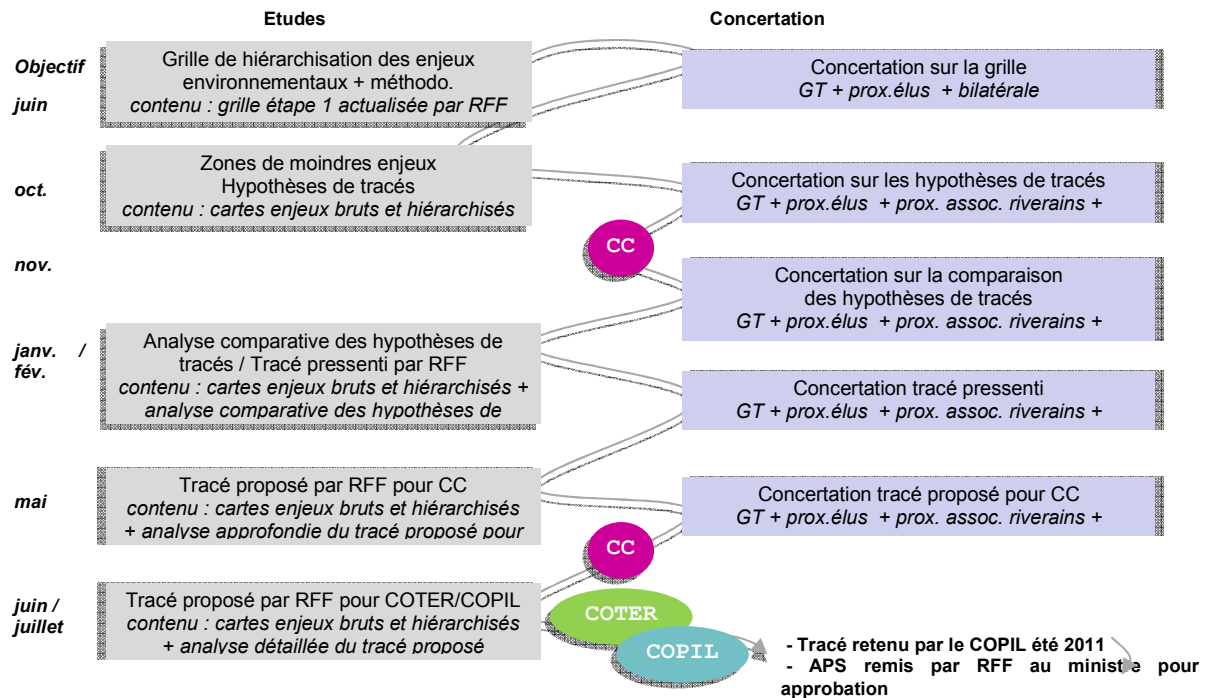 Etudes
Concertation
Objectif
juin
Grille de hiérarchisation des enjeux
environnementaux + méthodo.
contenu : grille étape 1 actualisée par RFF
Concertation sur la grille
GT + prox.élus + bilatérale
oct.
Zones de moindres enjeux
Hypothèses de tracés
contenu : cartes enjeux bruts et hiérarchisés
Concertation sur les hypothèses de tracés
GT + prox.élus + prox. assoc. riverains +
CC
nov.
Concertation sur la comparaison
des hypothèses de tracés
GT + prox.élus + prox. assoc. riverains +
janv. /
fév.
Analyse comparative des hypothèses de
tracés / Tracé pressenti par RFF
contenu : cartes enjeux bruts et hiérarchisés +
analyse comparative des hypothèses de
Concertation tracé pressenti
GT + prox.élus + prox. assoc. riverains +
mai
Tracé proposé par RFF pour CC
contenu : cartes enjeux bruts et hiérarchisés
+ analyse approfondie du tracé proposé pour
Concertation tracé proposé pour CC
GT + prox.élus + prox. assoc. riverains +
CC
juin /
juillet
Tracé proposé par RFF pour COTER/COPIL
contenu : cartes enjeux bruts et hiérarchisés
+ analyse détaillée du tracé proposé
COTER
COPIL
- Tracé retenu par le COPIL été 2011
- APS remis par RFF au ministre pour
approbation